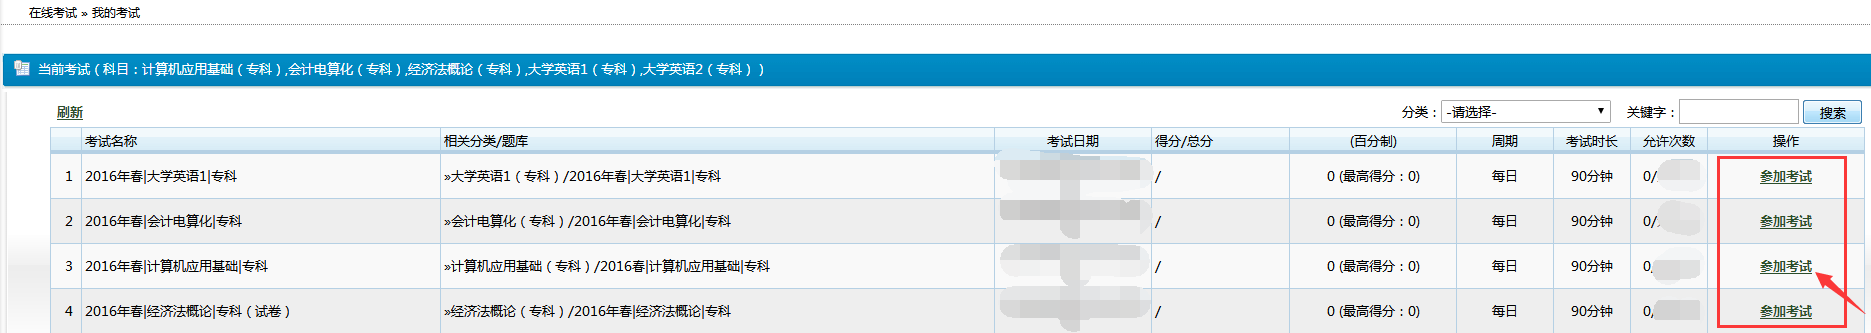 在线考试 » 我的考试
当前考试（科目：计算机应用基础（专科）,会计电算化（专科）,经济法概论（专科）,大学英语1（专科）,大学英语2（专科））
刷新 分类：-请选择- 关键字： 搜索
考试名称 相关分类/题库 考试日期 得分/总分 (百分制) 周期 考试时长 允许次数 操作
1 2016年春|大学英语1|专科 »大学英语1（专科）/2016年春|大学英语1|专科 / 0 (最高得分：0) 每日 90分钟 0/ 参加考试
2 2016年春|会计电算化|专科 »会计电算化（专科）/2016年春|会计电算化|专科 / 0 (最高得分：0) 每日 90分钟 0/ 参加考试
3 2016年春|计算机应用基础|专科 »计算机应用基础（专科）/2016春|计算机应用基础|专科 / 0 (最高得分：0) 每日 90分钟 0/ 参加考试
4 2016年春|经济法概论|专科（试卷） »经济法概论（专科）/2016年春|经济法概论|专科 / 0 (最高得分：0) 每日 90分钟 0/ 参加考试